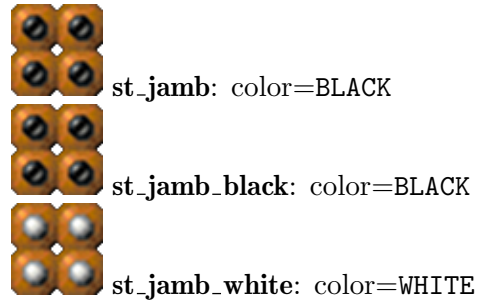 st_jamb: color=BLACK
st_jamb_black: color=BLACK
st_jamb_white: color=WHITE